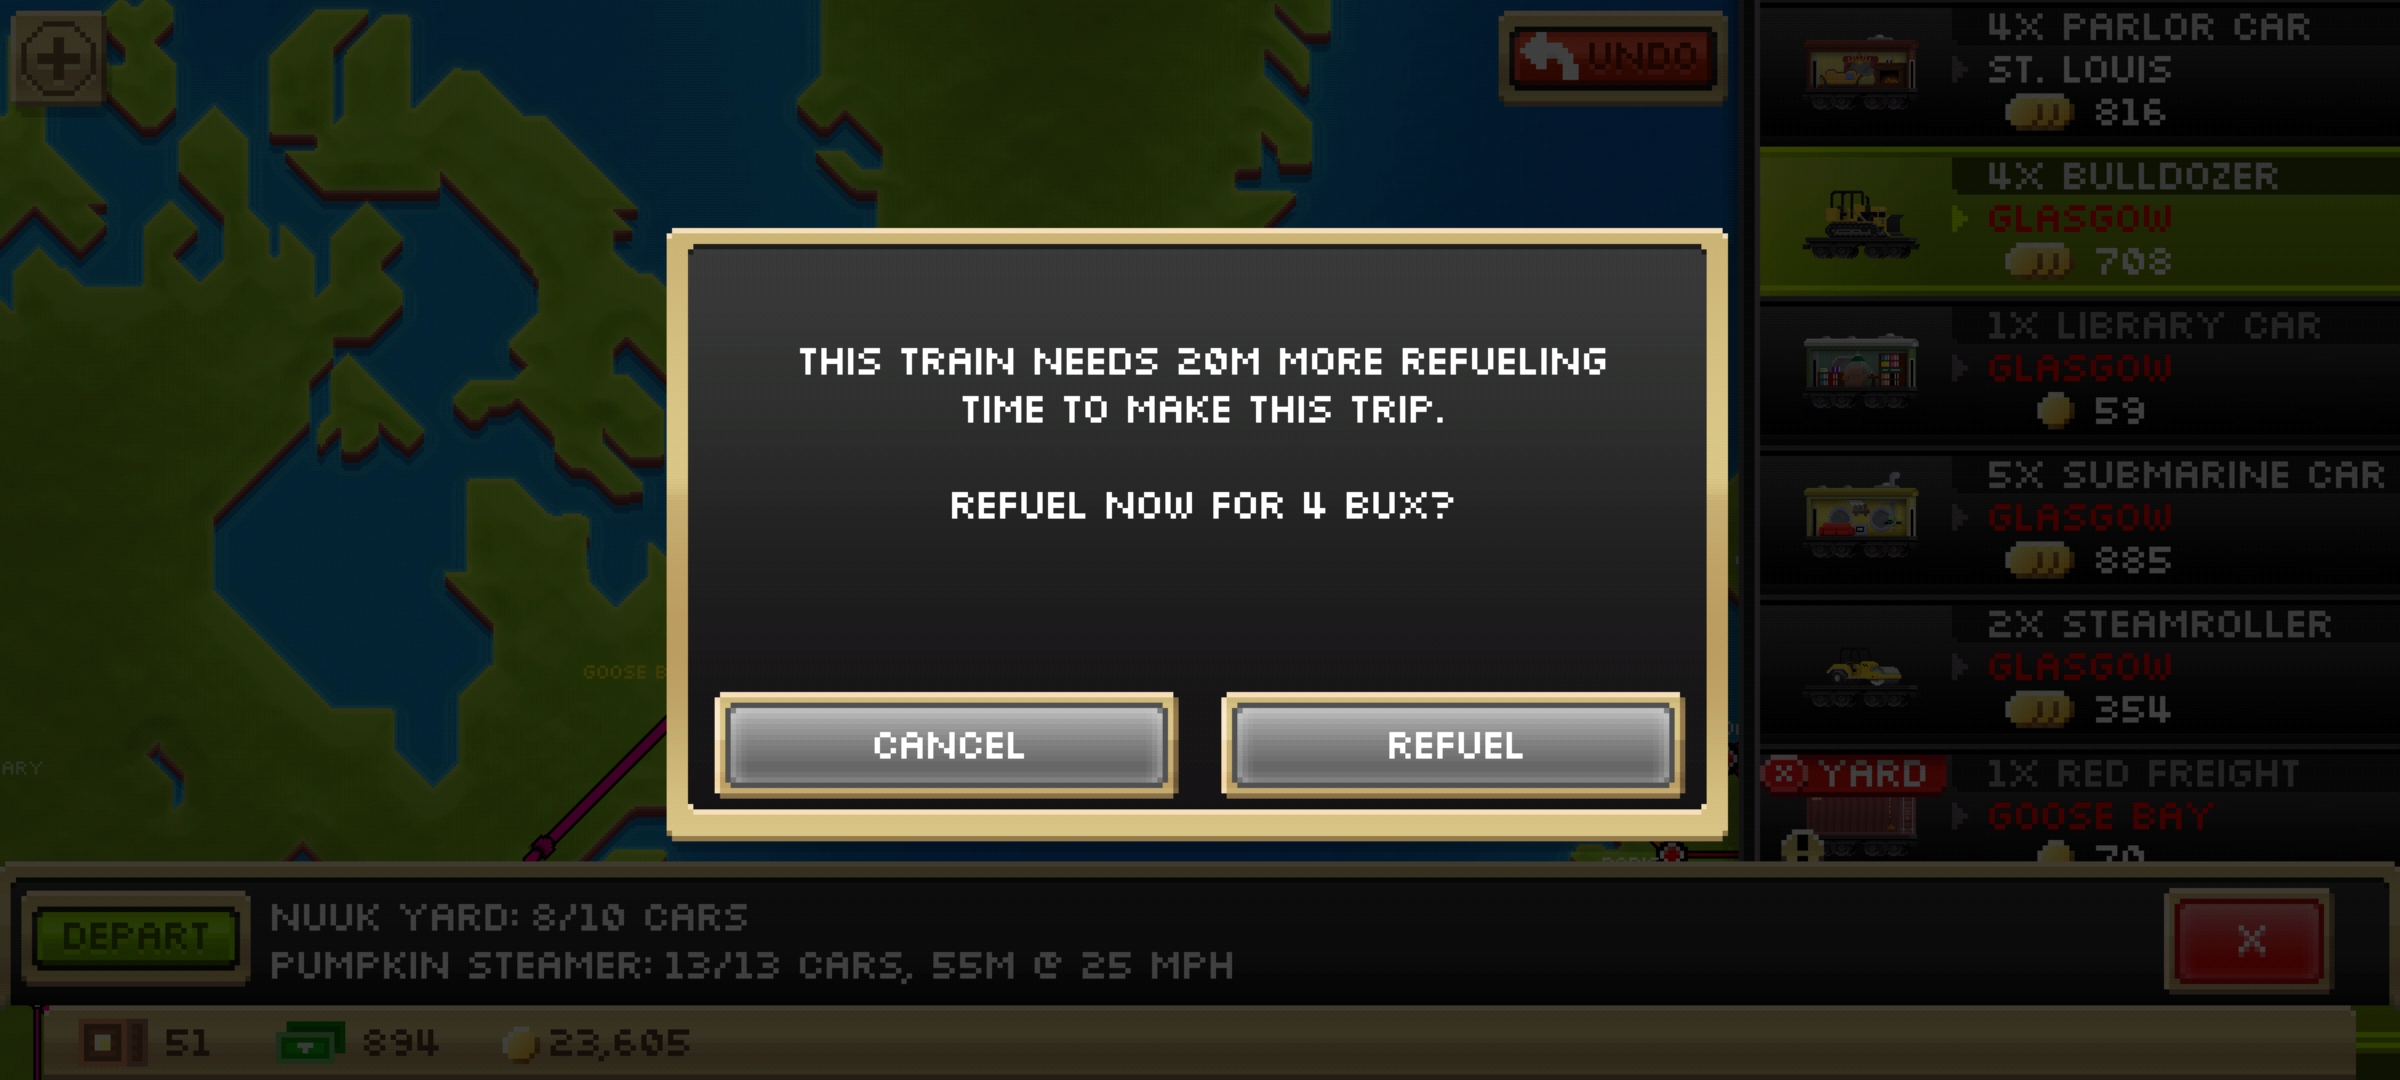 UNDO
4X PARLOR CAR
ST. LOUIS
816
4X BULLDOZER
GLASGOW
708
1X LIBRARY CAR
GLASGOW
59
5X SUBMARINE CAR
GLASGOW
885
2X STEAMROLLER
GLASGOW
354
YARD
1X RED FREIGHT
GOOSE BAY
70
THIS TRAIN NEEDS 20M MORE REFUELING
TIME TO MAKE THIS TRIP.
REFUEL NOW FOR 4 BUX?
CANCEL
REFUEL
GOOSE B
ARY
DEPART
NUUK YARD: 8/10 CARS
PUMPKIN STEAMER: 13/13 CARS, 55M @ 25 MPH
X
51
894
23,605